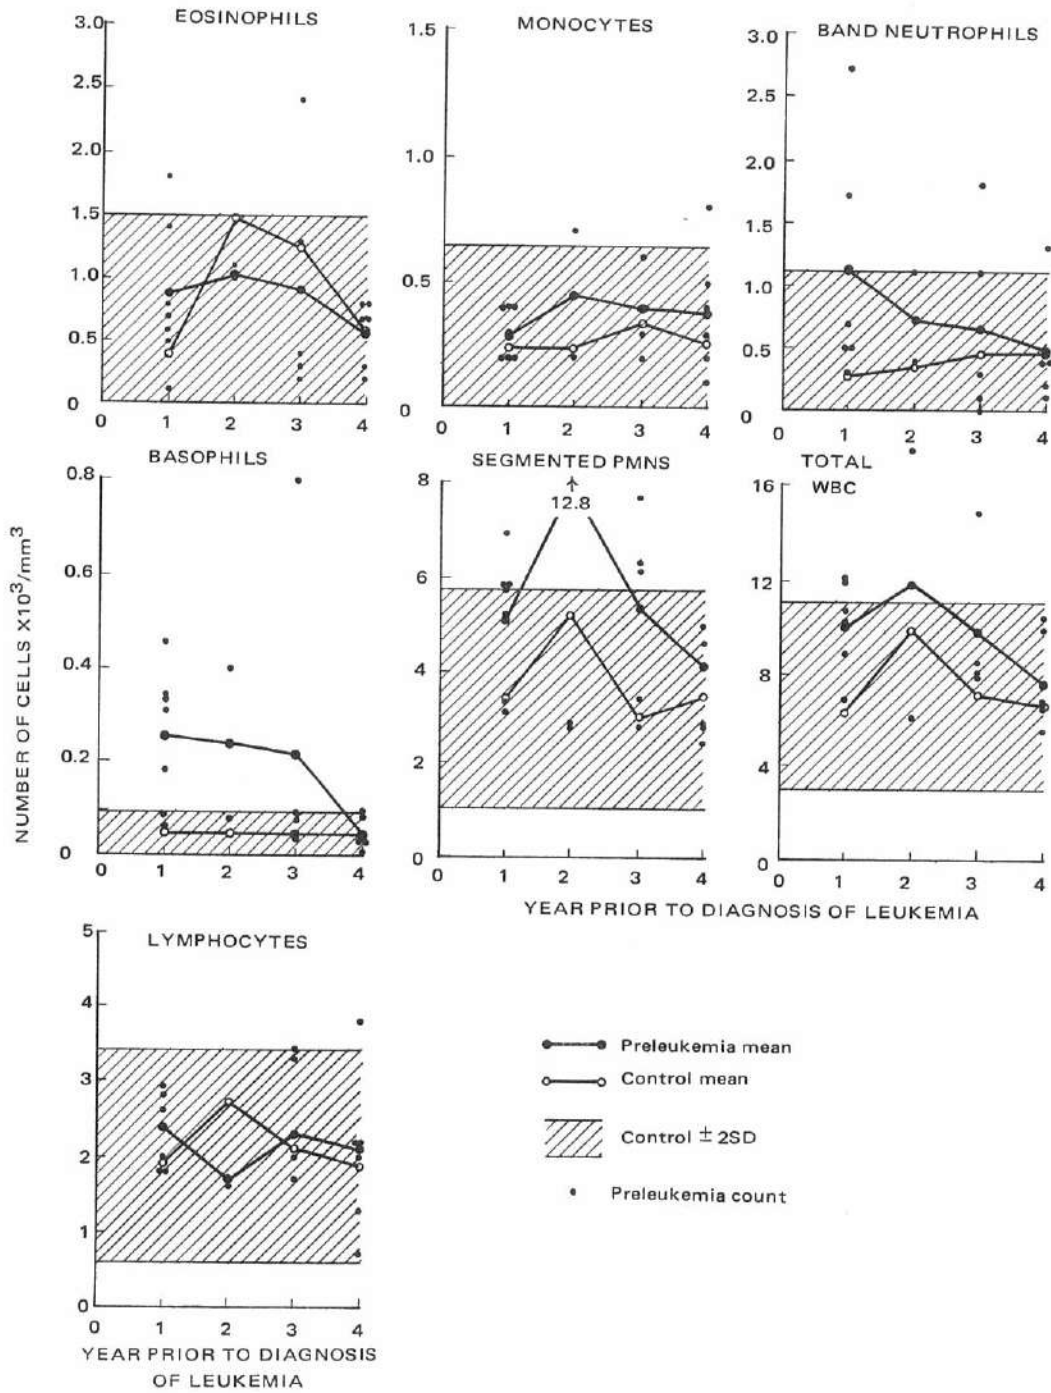 EOSINOPHILS
3.0
2.5
2.0
1.5
1.0
0.5
0
0 1 2 3 4
MONOCYTES
1.5
1.0
0.5
0
0 1 2 3 4
BAND NEUTROPHILS
3.0
2.5
2.0
1.5
1.0
0.5
0
0 1 2 3 4
NUMBER OF CELLS X10³/mm³
BASOPHILS
0.8
0.6
0.4
0.2
0
0 1 2 3 4
SEGMENTED PMNS
12.8
8
6
4
2
0
0 1 2 3 4
TOTAL
WBC
16
12
8
4
0
0 1 2 3 4
YEAR PRIOR TO DIAGNOSIS OF LEUKEMIA
LYMPHOCYTES
5
4
3
2
1
0
0 1 2 3 4
YEAR PRIOR TO DIAGNOSIS
OF LEUKEMIA
Preleukemia mean
Control mean
Control ± 2SD
Preleukemia count